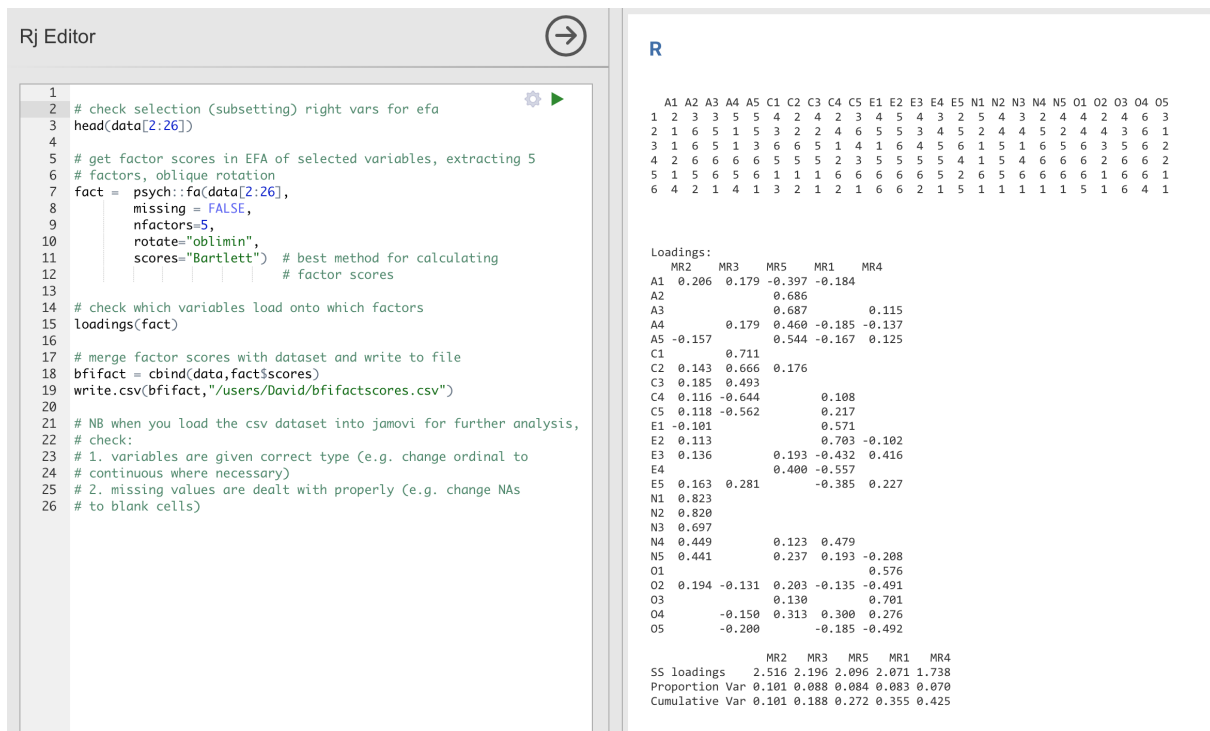 Rj Editor
1
2 # check selection (subsetting) right vars for efa
3 head(data[2:26])
4
5 # get factor scores in EFA of selected variables, extracting 5
6 # factors, oblique rotation
7 fact =  psych::fa(data[2:26],
8         missing = FALSE,
9         nfactors=5,
10         rotate="oblimin",
11         scores="Bartlett")  # best method for calculating
12                             # factor scores
13
14 # check which variables load onto which factors
15 loadings(fact)
16
17 # merge factor scores with dataset and write to file
18 bfifact = cbind(data,fact$scores)
19 write.csv(bfifact,"/users/David/bfifactscores.csv")
20
21 # NB when you load the csv dataset into jamovi for further analysis,
22 # check:
23 # 1. variables are given correct type (e.g. change ordinal to
24 # continuous where necessary)
25 # 2. missing values are dealt with properly (e.g. change NAs
26 # to blank cells)
R
  A1 A2 A3 A4 A5 C1 C2 C3 C4 C5 E1 E2 E3 E4 E5 N1 N2 N3 N4 N5 O1 O2 O3 O4 O5
1  2  3  3  5  5  4  2  4  2  3  4  5  4  3  5  2  4  2  2  4  4  2  4  6  3
2  1  6  5  1  5  3  2  2  4  6  5  5  3  4  5  2  4  4  5  2  4  4  3  6  1
3  1  6  5  1  3  6  6  5  1  4  1  6  4  5  6  1  5  1  6  5  6  3  5  6  2
4  2  6  6  6  6  5  5  5  2  3  5  5  5  5  4  1  5  4  6  6  6  2  6  6  2
5  1  5  6  5  6  1  1  1  6  6  6  6  6  2  5  2  6  5  6  6  6  6  1  6  6
6  4  2  1  4  1  3  2  1  2  1  6  6  2  1  5  1  1  1  1  1  5  1  6  4  1
Loadings:
   MR2    MR3    MR5    MR1    MR4
A1  0.206  0.179 -0.397 -0.184
A2                0.686
A3                0.687         0.115
A4         0.179  0.460 -0.185 -0.137
A5 -0.157         0.544 -0.167  0.125
C1         0.711
C2  0.143  0.666  0.176
C3  0.185  0.493
C4  0.116 -0.644         0.108
C5  0.118 -0.562         0.217
E1 -0.101                0.571
E2  0.113                0.703 -0.102
E3  0.136         0.193 -0.432  0.416
E4                0.400 -0.557
E5  0.163  0.281        -0.385  0.227
N1  0.823
N2  0.820
N3  0.697
N4  0.449         0.123  0.479
N5  0.441         0.237  0.193 -0.208
O1                              0.576
O2  0.194 -0.131  0.203 -0.135 -0.491
O3                0.130         0.701
O4        -0.150  0.313  0.300  0.276
O5        -0.200        -0.185 -0.492
                 MR2   MR3   MR5   MR1   MR4
SS loadings    2.516 2.196 2.096 2.071 1.738
Proportion Var 0.101 0.088 0.084 0.083 0.070
Cumulative Var 0.101 0.188 0.272 0.355 0.425